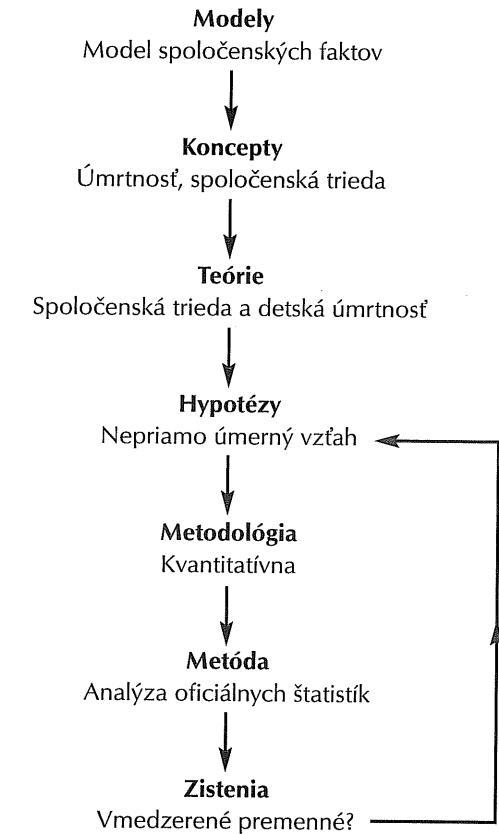 Modely
Model spoločenských faktov
Koncepty
Úmrtnosť, spoločenská trieda
Teórie
Spoločenská trieda a detská úmrtnosť
Hypotézy
Nepriamo úmerný vzťah
Metodológia
Kvantitatívna
Metóda
Analýza oficiálnych štatistík
Zistenia
Vmedzerené premenné?